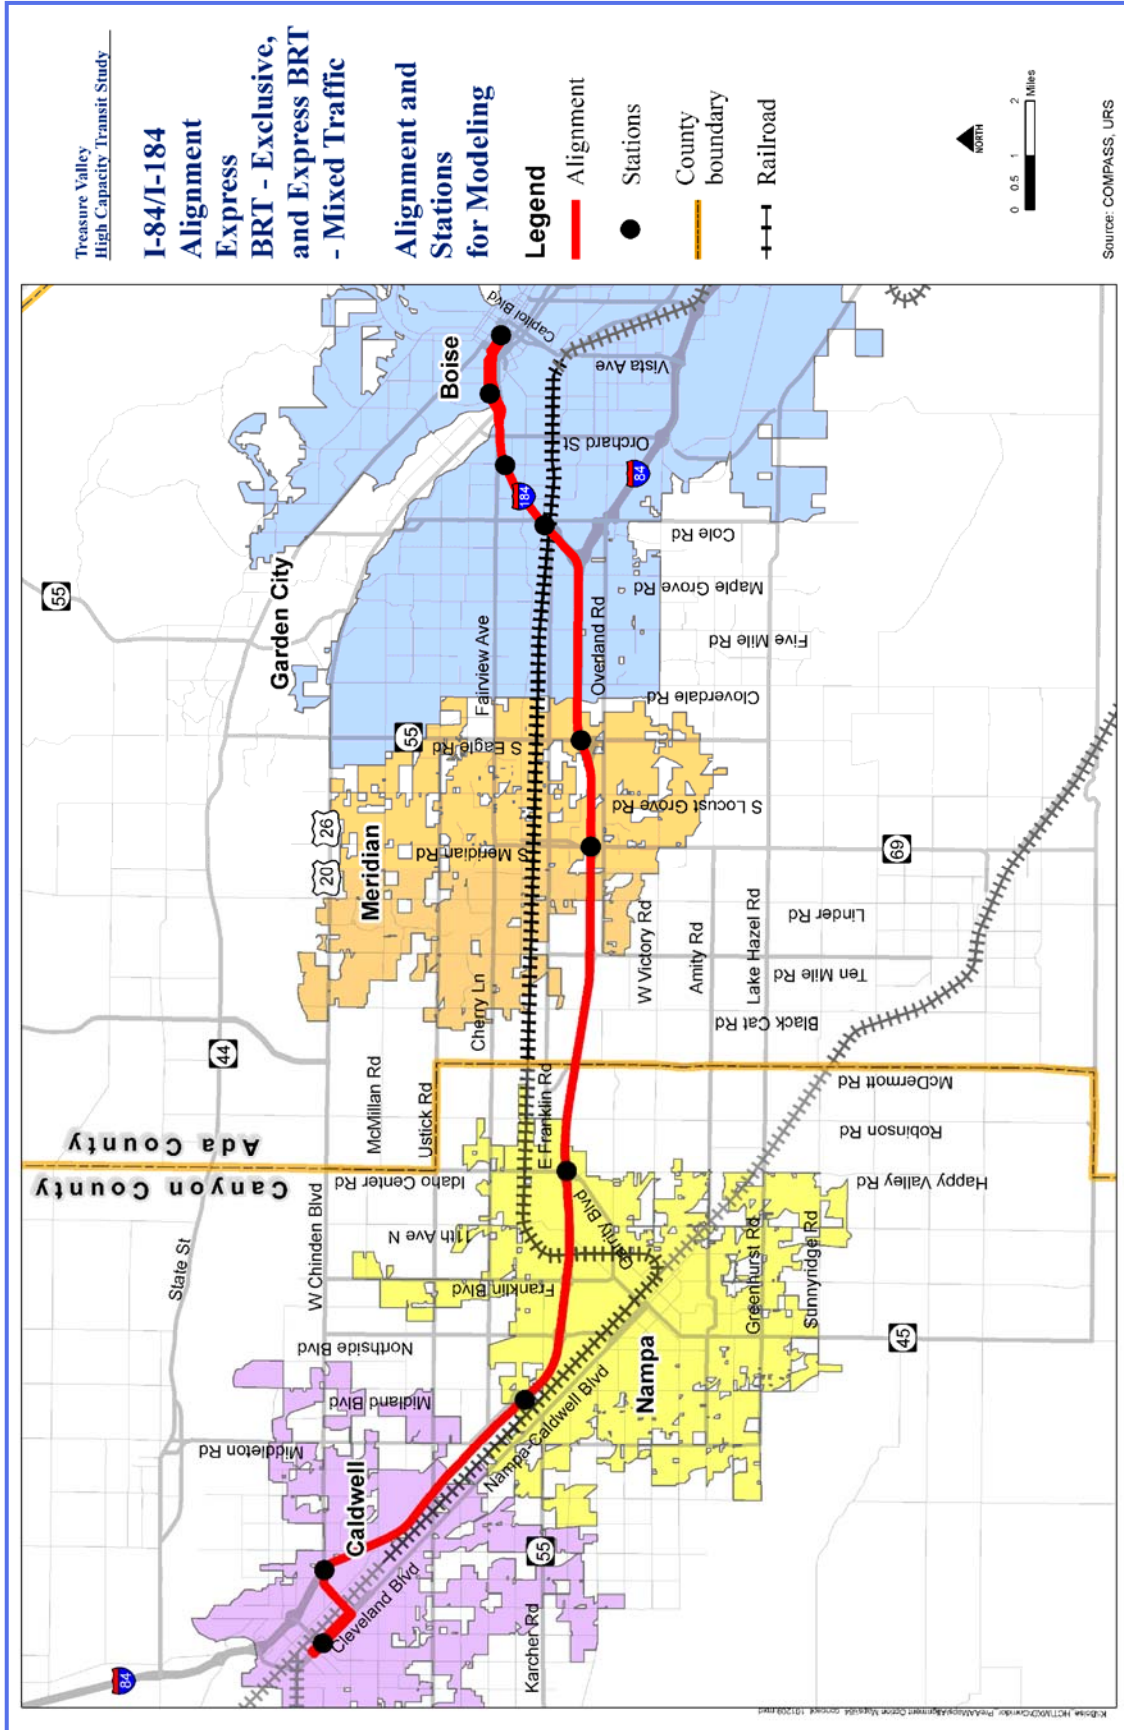 Treasure Valley
High Capacity Transit Study
I-84/I-184
Alignment
Express
BRT - Exclusive,
and Express BRT
- Mixed Traffic
Alignment and
Stations
for Modeling
Legend
Alignment
Stations
County
boundary
Railroad
NORTH
0 0.5 1 2
Miles
Source: COMPASS, URS
Canyon County
Ada County
Caldwell
Nampa
Meridian
Garden City
Boise
84
55
44
20
26
55
55
69
45
184
84
State St
W Chinden Blvd
McMillan Rd
Ustick Rd
Cherry Ln
Fairview Ave
E Franklin Rd
Overland Rd
W Victory Rd
Amity Rd
Lake Hazel Rd
Greenhurst Rd
Sunnyridge Rd
Karcher Rd
Cleveland Blvd
Nampa-Caldwell Blvd
Garrity Blvd
Middleton Rd
Midland Blvd
Northside Blvd
Franklin Blvd
11th Ave N
Idaho Center Rd
Happy Valley Rd
Robinson Rd
McDermott Rd
Black Cat Rd
Ten Mile Rd
Linder Rd
S Meridian Rd
S Locust Grove Rd
S Eagle Rd
Cloverdale Rd
Five Mile Rd
Maple Grove Rd
Cole Rd
Orchard St
Vista Ave
Capitol Blvd